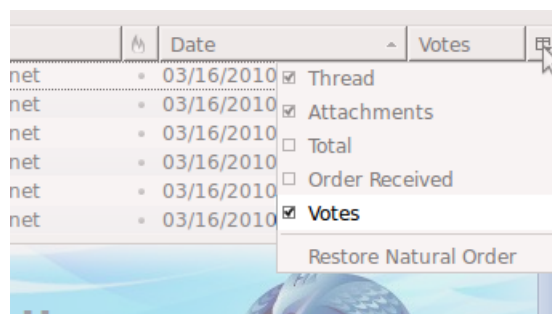 Date Votes
net 03/16/2010 Thread
net 03/16/2010 Attachments
net 03/16/2010 Total
net 03/16/2010 Order Received
net 03/16/2010 Votes
net 03/16/2010
Restore Natural Order